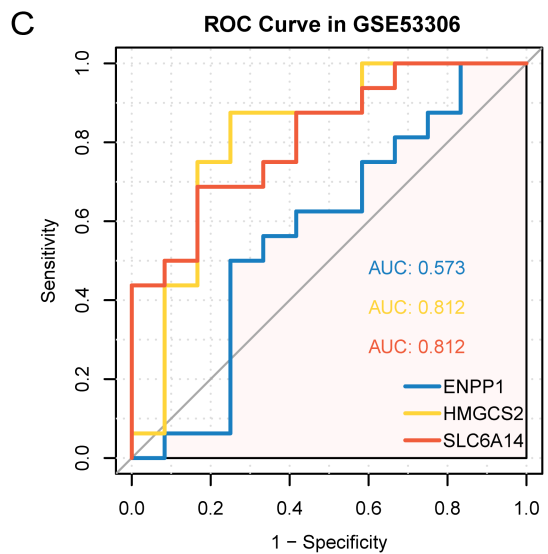 C
ROC Curve in GSE53306
Sensitivity
1.0
0.8
0.6
0.4
0.2
0.0
AUC: 0.573
AUC: 0.812
AUC: 0.812
ENPP1
HMGCS2
SLC6A14
0.0 0.2 0.4 0.6 0.8 1.0
1 − Specificity